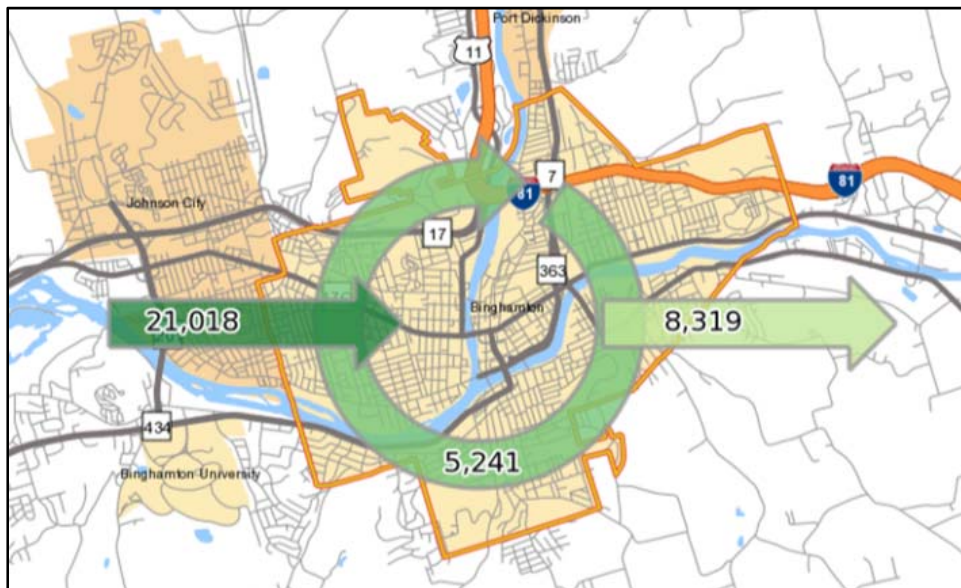 Port Dickinson
11
7
81
81
Johnson City
17
363
Binghamton
21,018
8,319
434
5,241
Binghamton University